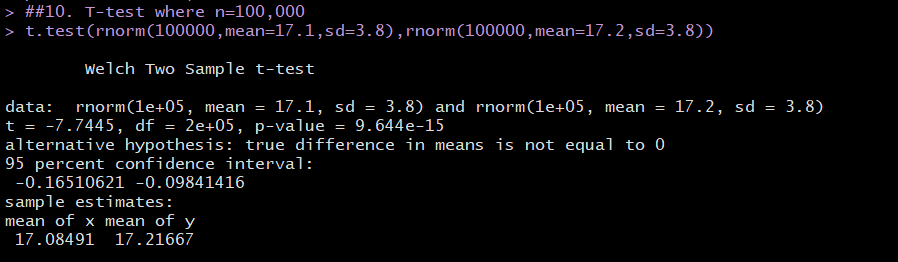 > ##10. T-test where n=100,000
> t.test(rnorm(100000,mean=17.1,sd=3.8),rnorm(100000,mean=17.2,sd=3.8))
Welch Two Sample t-test
data:  rnorm(1e+05, mean = 17.1, sd = 3.8) and rnorm(1e+05, mean = 17.2, sd = 3.8)
t = -7.7445, df = 2e+05, p-value = 9.644e-15
alternative hypothesis: true difference in means is not equal to 0
95 percent confidence interval:
-0.16510621 -0.09841416
sample estimates:
mean of x mean of y
17.08491  17.21667